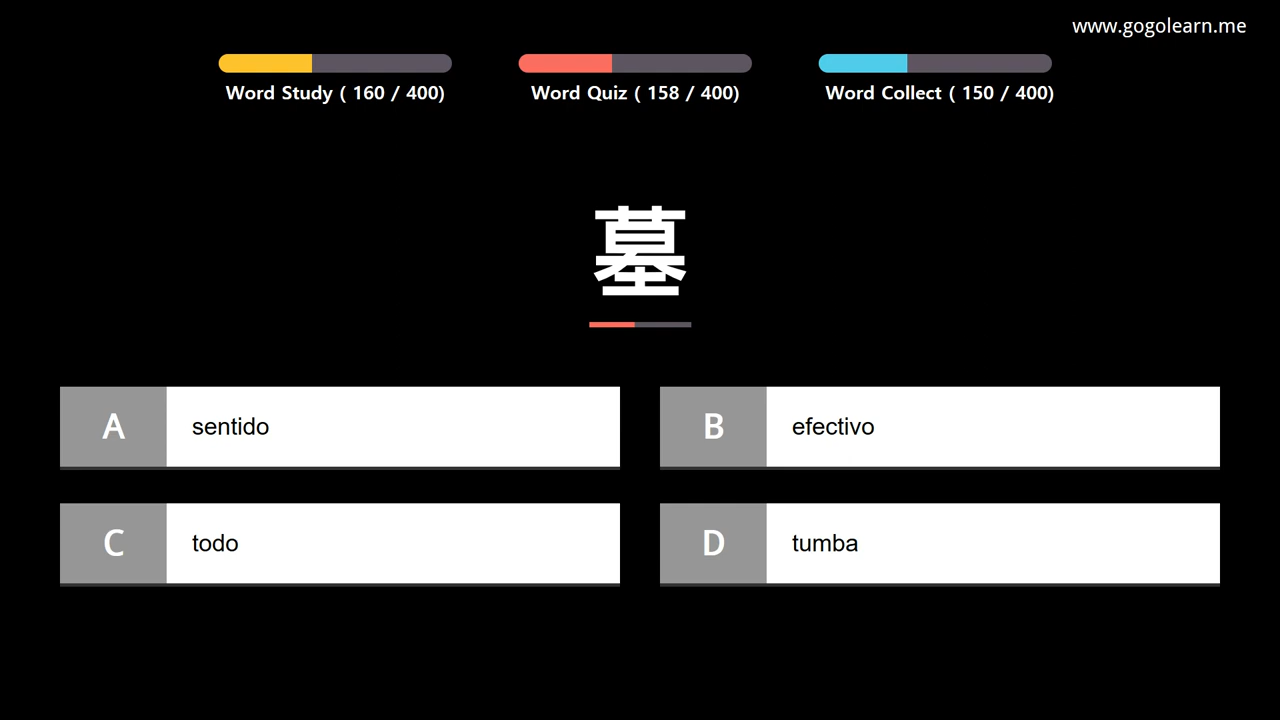 www.gogolearn.me
Word Study ( 160 / 400)
Word Quiz ( 158 / 400)
Word Collect ( 150 / 400)
墓
A sentido
B efectivo
C todo
D tumba